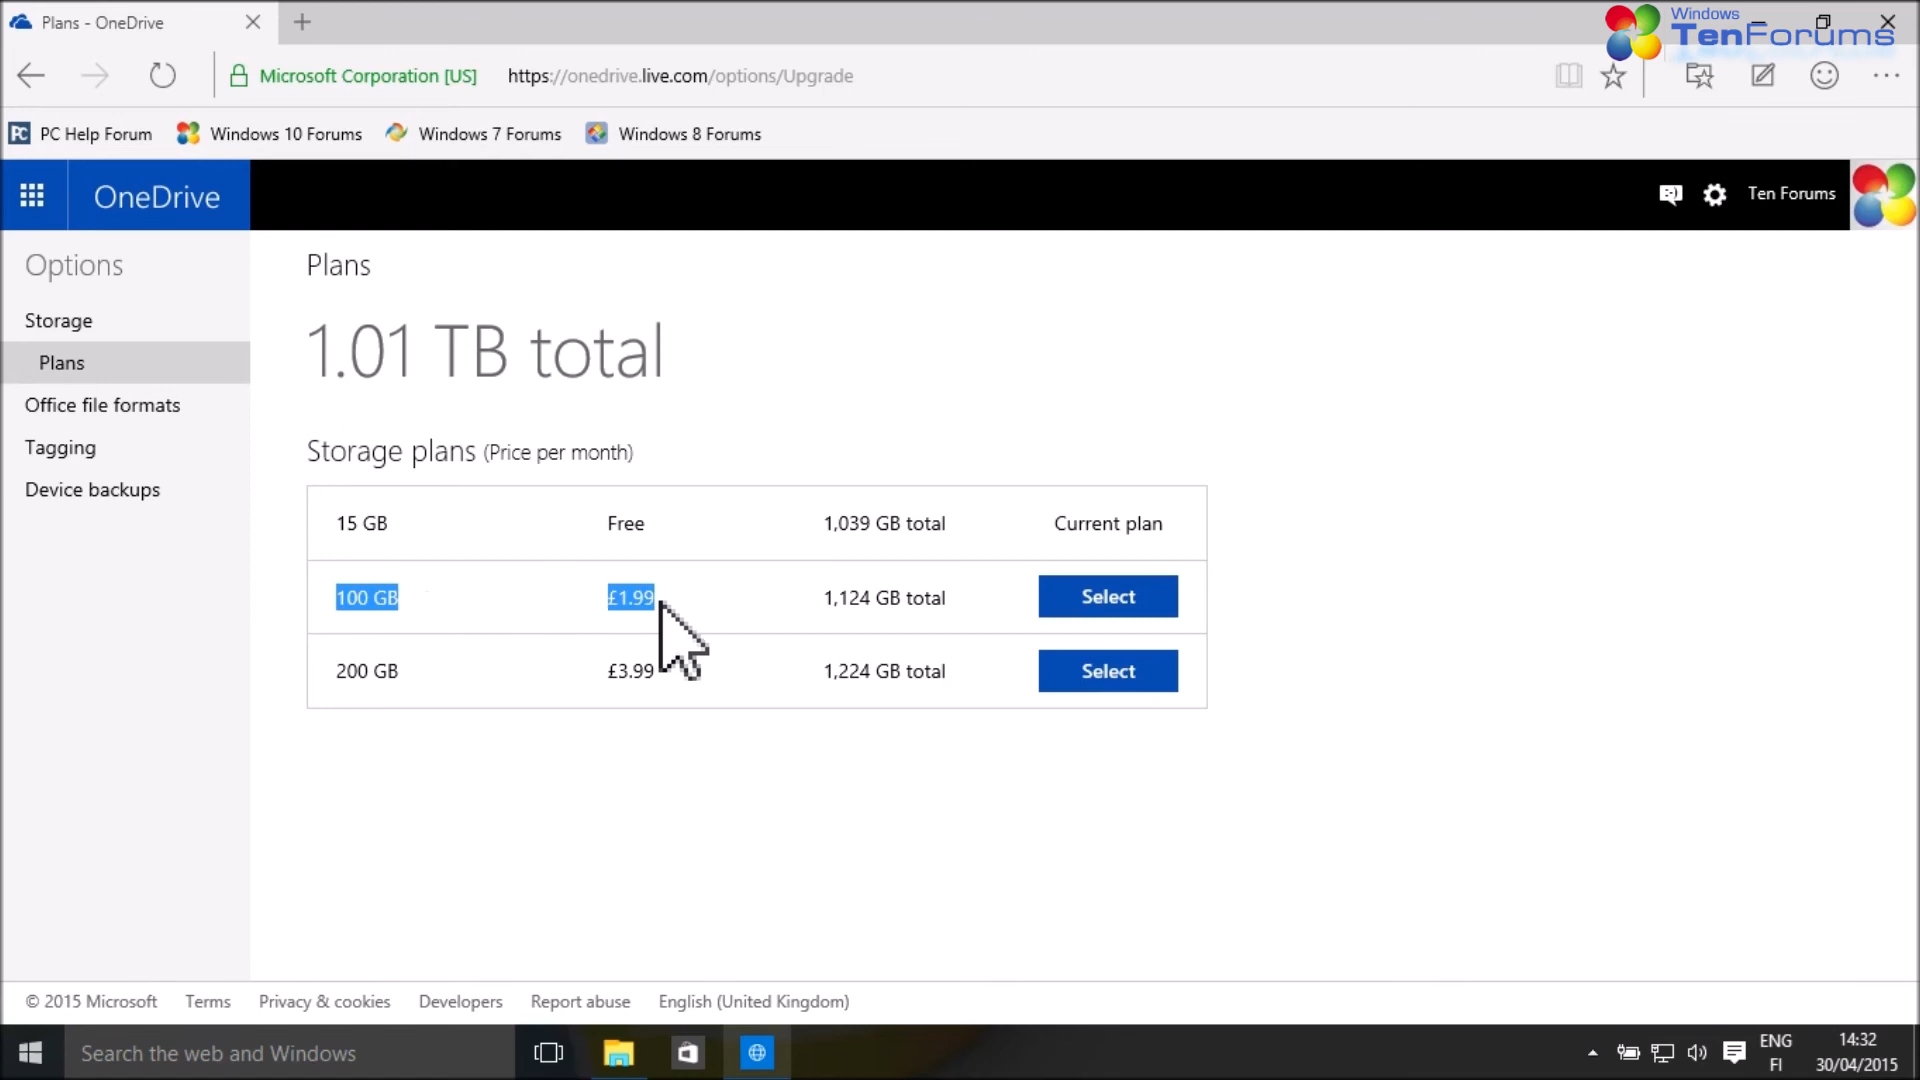 Plans - OneDrive
Windows
TenForums
Microsoft Corporation [US] https://onedrive.live.com/options/Upgrade
PC Help Forum Windows 10 Forums Windows 7 Forums Windows 8 Forums
OneDrive
Ten Forums
Options
Storage
Plans
Office file formats
Tagging
Device backups
Plans
1.01 TB total
Storage plans (Price per month)
15 GB Free 1,039 GB total Current plan
100 GB £1.99 1,124 GB total Select
200 GB £3.99 1,224 GB total Select
© 2015 Microsoft Terms Privacy & cookies Developers Report abuse English (United Kingdom)
Search the web and Windows
ENG
FI
14:32
30/04/2015